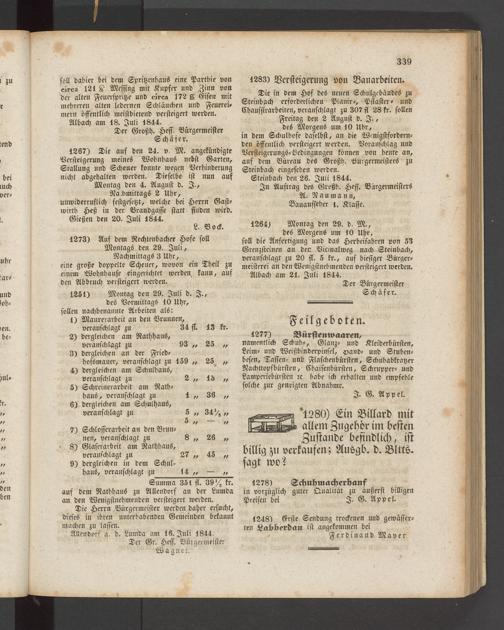 339
soll dahier bei dem Spritzenhaus eine Parthie von
circa 121 ℔ Messing mit Kupfer und Zinn von
der alten Feuerspritze und circa 172 ℔ Eisen mit
mehreren alten ledernen Schläuchen und Feuerei-
mern öffentlich meistbietend versteigert werden.
Albach am 18. Juli 1844.
Der Großh. Hess. Bürgermeister
Schäfer.
1267) Die auf den 24. v. M. angekündigte
Versteigerung meines Wohnhaus nebst Garten,
Stallung und Scheuer konnte wegen Verhinderung
nicht abgehalten werden. Dieselbe ist nun auf
Montag den 4. August d. J.,
Nachmittags 2 Uhr,
unwiderruflich festgesetzt, welche bei Herrn Gast-
wirth Heß in der Brandgasse statt finden wird.
Gießen den 20. Juli 1844.
L. Bock.
1273) Auf dem Rechtenbacher Hofe soll
Montags den 29. Juli,
Nachmittags 3 Uhr,
eine große doppelte Scheuer, wovon ein Theil zu
einem Wohnhause eingerichtet werden kann, auf
den Abbruch versteigert werden.
1251) Montag den 29. Juli d. J.,
des Vormittags 10 Uhr,
sollen nachbenannte Arbeiten als:
1) Maurerarbeit an den Brunnen,
veranschlagt zu 34 fl. 13 kr.
2) dergleichen am Rathhaus,
veranschlagt zu 93 „ 25 „
3) dergleichen an der Fried-
hofsmauer, veranschlagt zu 159 „ 25 „
4) dergleichen am Schulhaus,
veranschlagt zu 2 „ 15 „
5) Schreinerarbeit am Rath-
haus, veranschlagt zu 1 „ 36 „
6) dergleichen am Schulhaus,
veranschlagt zu 5 „ 34¼ „
5 „ — „
7) Schlosserarbeit an den Brun-
nen, veranschlagt zu 8 „ 26 „
8) Glaserarbeit am Rathhaus,
veranschlagt zu 27 „ 45 „
9) dergleichen in dem Schul-
haus, veranschlagt zu 14 „ — „
Summa 351 fl. 39¼ kr.
auf dem Rathhaus zu Allendorf an der Lumda
an den Wenigstnehmenden versteigert werden.
Die Herrn Bürgermeister werden daher ersucht,
dieses in ihren unterhabenden Gemeinden bekannt
machen zu lassen.
Allendorf a. d. Lumda am 16. Juli 1844.
Der Gr. Hess. Bürgermeister
Wagner.
1283) Versteigerung von Bauarbeiten.
Die in dem Hof des neuen Schulgebäudes zu
Steinbach erforderlichen Planir-, Pflaster- und
Chaussirarbeiten, veranschlagt zu 307 fl 28 kr. sollen
Freitag den 2 August d. J.,
des Morgens um 10 Uhr,
in dem Schulhofe daselbst, an die Wenigstfordern-
den öffentlich versteigert werden. Voranschlag und
Versteigerungs-Bedingungen können von heute an,
auf dem Büreau des Großh. Bürgermeisters zu
Steinbach eingesehen werden.
Steinbach den 26. Juli 1844.
In Auftrag des Großh. Hess. Bürgermeisters
A. Naumann,
Bauaufseher 1. Klasse.
1264) Montag den 29. d. M.,
des Morgens um 10 Uhr,
soll die Anfertigung und das Herbeifahren von 53
Grenzsteinen an den Vicinalweg nach Steinbach,
veranschlagt zu 20 fl. 5 kr., auf hiesiger Bürger-
meisterei an den Wenigstnehmenden versteigert werden.
Albach am 21. Juli 1844.
Der Bürgermeister
Schäfer.
Feilgeboten.
1277) Bürstenwaaren,
namentlich Schuh-, Glanz- und Kleiderbürsten,
Leim- und Weißbinderpinsel, Hand- und Stuben-
besen, Tassen- und Flaschenbürsten, Schuhabkratzer
Nachttopfbürsten, Chaisenbürsten, Schrupper- und
Lamperiebürsten ꝛc habe ich erhalten und empfehle
solche zur geneigten Abnahme.
J. G. Appel.
1280) Ein Billard mit
allem Zugehör im besten
Zustande befindlich, ist
billig zu verkaufen; Ausgb. d. Bltts.
sagt wo?
1278) Schuhmacherhanf
in vorzüglich guter Qualität zu äußerst billigen
Preisen bei J. G. Appel.
1248) Erste Sendung trockenen und gewässer-
ten Labberdan ist angekommen bei
Ferdinand Mayer